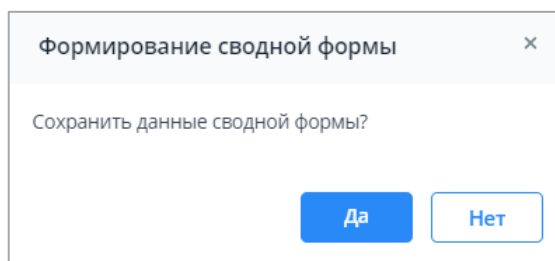 Формирование сводной формы
Сохранить данные сводной формы?
Да
Нет